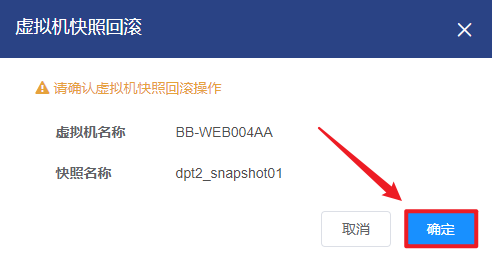 虚拟机快照回滚
请确认虚拟机快照回滚操作
虚拟机名称 BB-WEB004AA
快照名称 dpt2_snapshot01
取消 确定